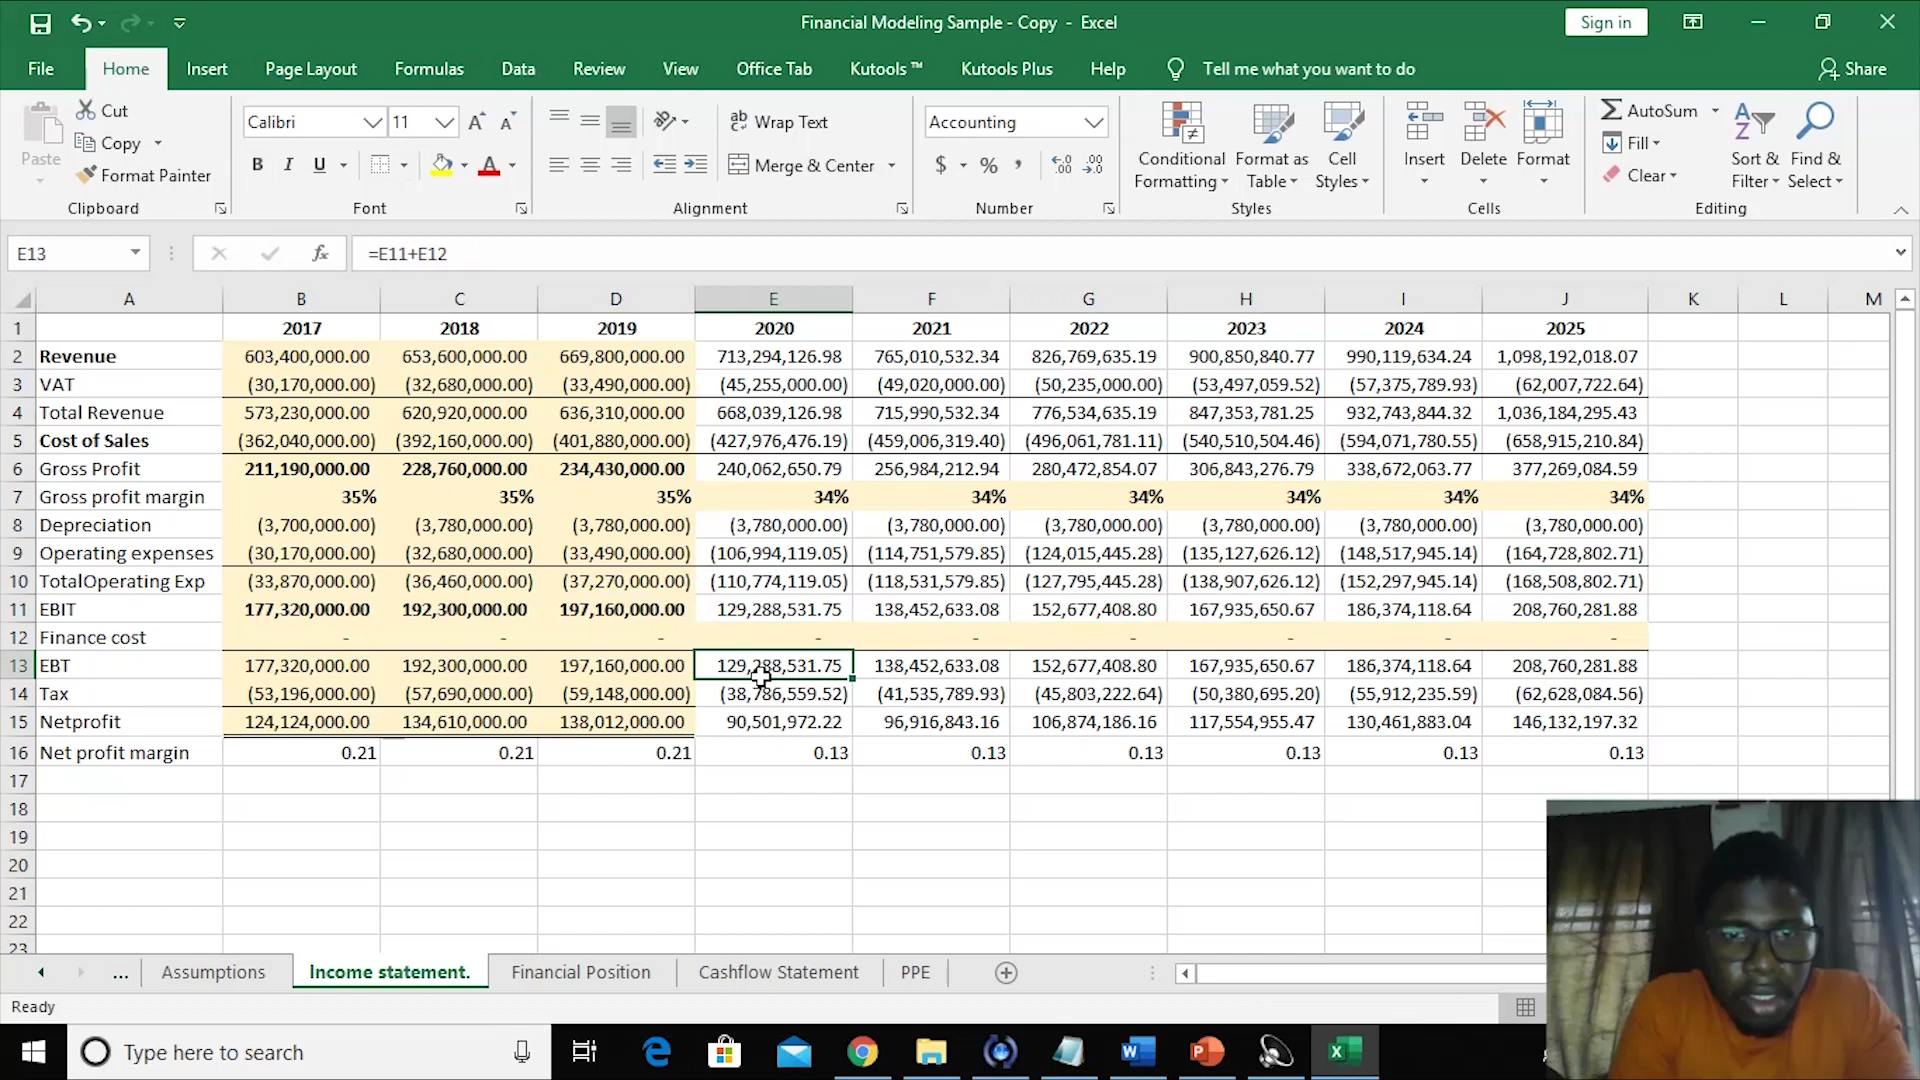 Financial Modeling Sample - Copy - Excel
Sign in
File Home Insert Page Layout Formulas Data Review View Office Tab Kutools ™ Kutools Plus Help Tell me what you want to do Share
Paste
Cut
Copy
Format Painter
Clipboard
Calibri 11
B I U
Font
Wrap Text
Merge & Center
Alignment
Accounting
$ % ,
Number
Conditional Formatting
Format as Table
Cell Styles
Styles
Insert
Delete
Format
Cells
AutoSum
Fill
Clear
Sort & Filter
Find & Select
Editing
E13 fx =E11+E12
A B C D E F G H I J K L M
1 2017 2018 2019 2020 2021 2022 2023 2024 2025
2 Revenue 603,400,000.00 653,600,000.00 669,800,000.00 713,294,126.98 765,010,532.34 826,769,635.19 900,850,840.77 990,119,634.24 1,098,192,018.07
3 VAT (30,170,000.00) (32,680,000.00) (33,490,000.00) (45,255,000.00) (49,020,000.00) (50,235,000.00) (53,497,059.52) (57,375,789.93) (62,007,722.64)
4 Total Revenue 573,230,000.00 620,920,000.00 636,310,000.00 668,039,126.98 715,990,532.34 776,534,635.19 847,353,781.25 932,743,844.32 1,036,184,295.43
5 Cost of Sales (362,040,000.00) (392,160,000.00) (401,880,000.00) (427,976,476.19) (459,006,319.40) (496,061,781.11) (540,510,504.46) (594,071,780.55) (658,915,210.84)
6 Gross Profit 211,190,000.00 228,760,000.00 234,430,000.00 240,062,650.79 256,984,212.94 280,472,854.07 306,843,276.79 338,672,063.77 377,269,084.59
7 Gross profit margin 35% 35% 35% 34% 34% 34% 34% 34% 34%
8 Depreciation (3,700,000.00) (3,780,000.00) (3,780,000.00) (3,780,000.00) (3,780,000.00) (3,780,000.00) (3,780,000.00) (3,780,000.00) (3,780,000.00)
9 Operating expenses (30,170,000.00) (32,680,000.00) (33,490,000.00) (106,994,119.05) (114,751,579.85) (124,015,445.28) (135,127,626.12) (148,517,945.14) (164,728,802.71)
10 TotalOperating Exp (33,870,000.00) (36,460,000.00) (37,270,000.00) (110,774,119.05) (118,531,579.85) (127,795,445.28) (138,907,626.12) (152,297,945.14) (168,508,802.71)
11 EBIT 177,320,000.00 192,300,000.00 197,160,000.00 129,288,531.75 138,452,633.08 152,677,408.80 167,935,650.67 186,374,118.64 208,760,281.88
12 Finance cost - - - - - - - - -
13 EBT 177,320,000.00 192,300,000.00 197,160,000.00 129,288,531.75 138,452,633.08 152,677,408.80 167,935,650.67 186,374,118.64 208,760,281.88
14 Tax (53,196,000.00) (57,690,000.00) (59,148,000.00) (38,786,559.52) (41,535,789.93) (45,803,222.64) (50,380,695.20) (55,912,235.59) (62,628,084.56)
15 Netprofit 124,124,000.00 134,610,000.00 138,012,000.00 90,501,972.22 96,916,843.16 106,874,186.16 117,554,955.47 130,461,883.04 146,132,197.32
16 Net profit margin 0.21 0.21 0.21 0.13 0.13 0.13 0.13 0.13 0.13
17
18
19
20
21
22
23
... Assumptions Income statement. Financial Position Cashflow Statement PPE
Ready
Type here to search